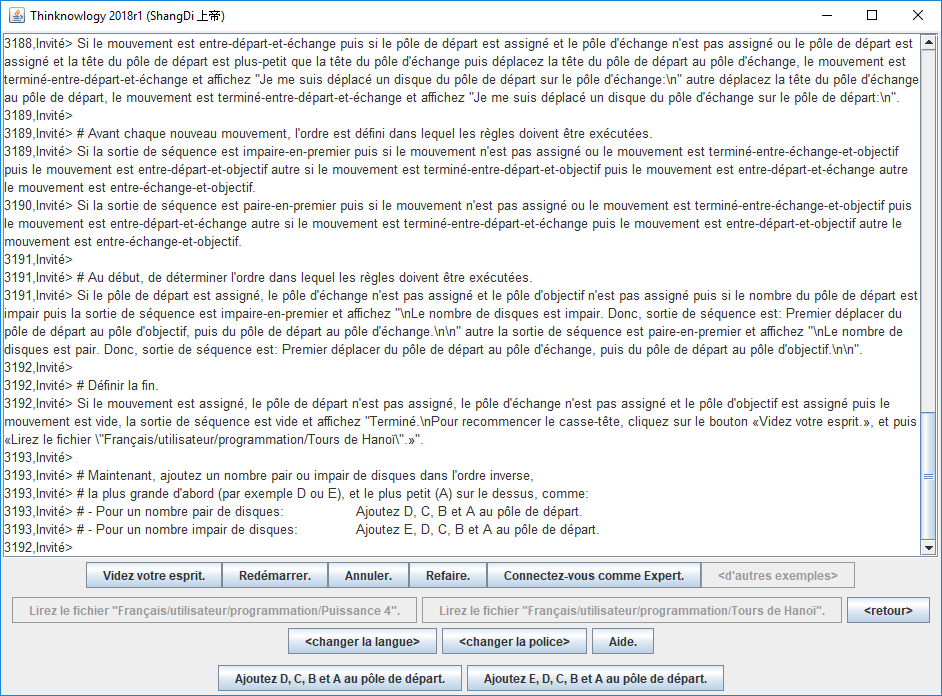 Thinknowlogy 2018r1 (ShangDi 上帝)
3188,Invité> Si le mouvement est entre-départ-et-échange puis si le pôle de départ est assigné et le pôle d'échange n'est pas assigné ou le pôle de départ est
assigné et la tête du pôle de départ est plus-petit que la tête du pôle d'échange puis déplacez la tête du pôle de départ au pôle d'échange, le mouvement est
terminé-entre-départ-et-échange et affichez "Je me suis déplacé un disque du pôle de départ sur le pôle d'échange:\n" autre déplacez la tête du pôle d'échange
au pôle de départ, le mouvement est terminé-entre-départ-et-échange et affichez "Je me suis déplacé un disque du pôle d'échange sur le pôle de départ:\n".
3189,Invité>
3189,Invité> # Avant chaque nouveau mouvement, l'ordre est défini dans lequel les règles doivent être exécutées.
3189,Invité> Si la sortie de séquence est impaire-en-premier puis si le mouvement n'est pas assigné ou le mouvement est terminé-entre-échange-et-objectif
puis le mouvement est entre-départ-et-objectif autre si le mouvement est terminé-entre-départ-et-objectif puis le mouvement est entre-départ-et-échange autre
le mouvement est entre-échange-et-objectif.
3190,Invité> Si la sortie de séquence est paire-en-premier puis si le mouvement n'est pas assigné ou le mouvement est terminé-entre-échange-et-objectif puis
le mouvement est entre-départ-et-échange autre si le mouvement est terminé-entre-départ-et-échange puis le mouvement est entre-départ-et-objectif autre le
mouvement est entre-échange-et-objectif.
3191,Invité>
3191,Invité> # Au début, de déterminer l'ordre dans lequel les règles doivent être exécutées.
3191,Invité> Si le pôle de départ est assigné, le pôle d'échange n'est pas assigné et le pôle d'objectif n'est pas assigné puis si le nombre du pôle de départ est
impair puis la sortie de séquence est impaire-en-premier et affichez "\nLe nombre de disques est impair. Donc, sortie de séquence est: Premier déplacer du
pôle de départ au pôle d'objectif, puis du pôle de départ au pôle d'échange.\n\n" autre la sortie de séquence est paire-en-premier et affichez "\nLe nombre de
disques est pair. Donc, sortie de séquence est: Premier déplacer du pôle de départ au pôle d'échange, puis du pôle de départ au pôle d'objectif.\n\n".
3192,Invité>
3192,Invité> # Définir la fin.
3192,Invité> Si le mouvement est assigné, le pôle de départ n'est pas assigné, le pôle d'échange n'est pas assigné et le pôle d'objectif est assigné puis le
mouvement est vide, la sortie de séquence est vide et affichez "Terminé.\nPour recommencer le casse-tête, cliquez sur le bouton «Videz votre esprit.», et puis
«Lirez le fichier \"Français/utilisateur/programmation/Tours de Hanoï\".»".
3193,Invité>
3193,Invité> # Maintenant, ajoutez un nombre pair ou impair de disques dans l'ordre inverse,
3193,Invité> # la plus grande d'abord (par exemple D ou E), et le plus petit (A) sur le dessus, comme:
3193,Invité> # - Pour un nombre pair de disques: Ajoutez D, C, B et A au pôle de départ.
3193,Invité> # - Pour un nombre impair de disques: Ajoutez E, D, C, B et A au pôle de départ.
3192,Invité>
Videz votre esprit. Redémarrer. Annuler. Refaire. Connectez-vous comme Expert. <d'autres exemples>
Lirez le fichier "Français/utilisateur/programmation/Puissance 4". Lirez le fichier "Français/utilisateur/programmation/Tours de Hanoï". <retour>
<changer la langue> <changer la police> Aide.
Ajoutez D, C, B et A au pôle de départ. Ajoutez E, D, C, B et A au pôle de départ.